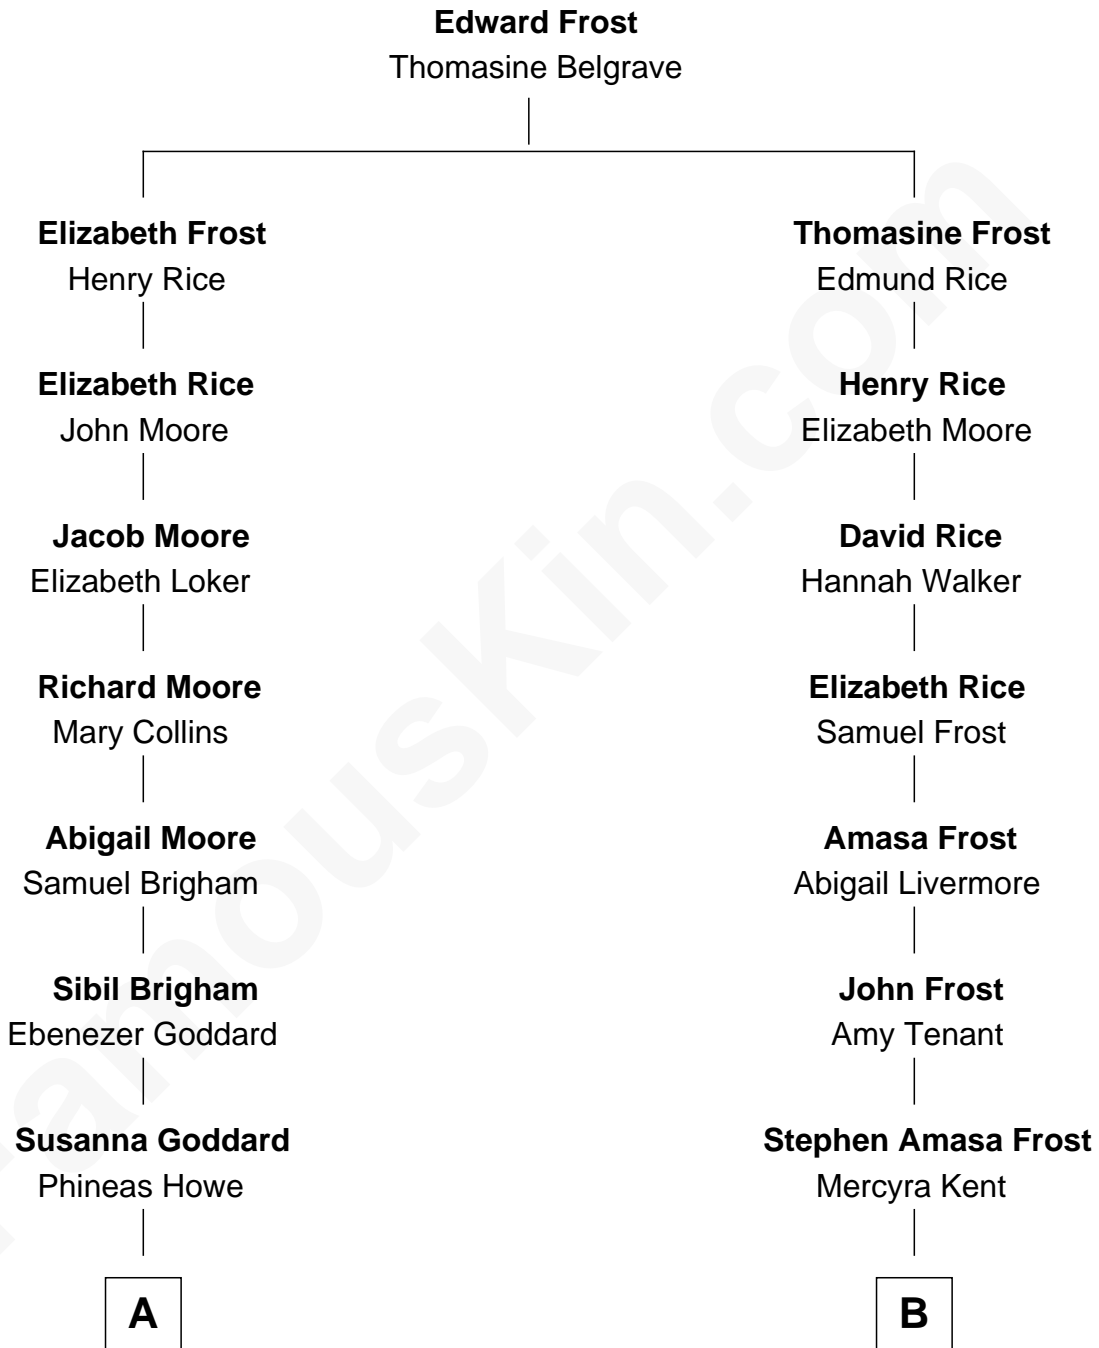 Edward Frost
Thomasine Belgrave
Elizabeth Frost
Henry Rice
Thomasine Frost
Edmund Rice
Elizabeth Rice
John Moore
Henry Rice
Elizabeth Moore
Jacob Moore
Elizabeth Loker
David Rice
Hannah Walker
Richard Moore
Mary Collins
Elizabeth Rice
Samuel Frost
Abigail Moore
Samuel Brigham
Amasa Frost
Abigail Livermore
Sibil Brigham
Ebenezer Goddard
John Frost
Amy Tenant
Susanna Goddard
Phineas Howe
Stephen Amasa Frost
Mercyra Kent
A
B
FamousKin.com